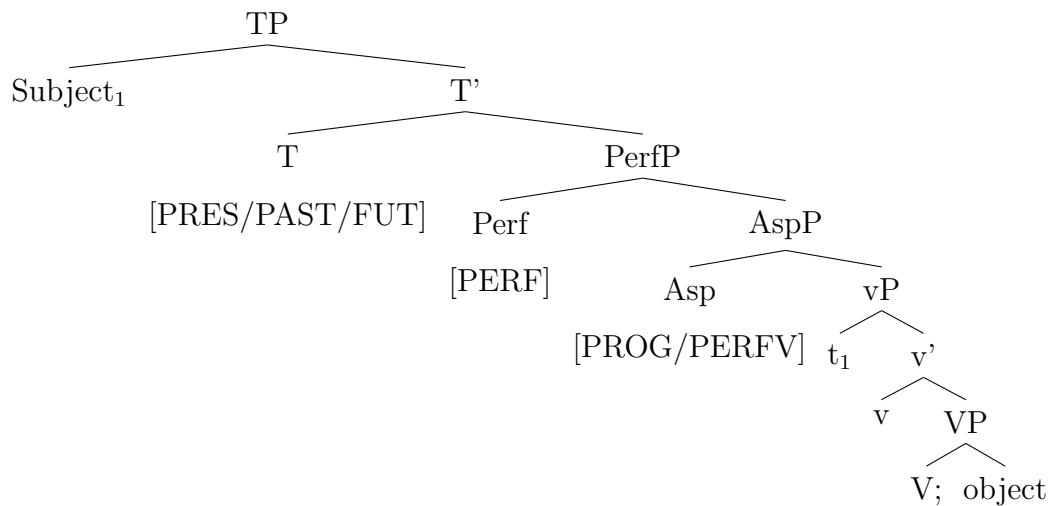 TP
Subject₁ T’
T PerfP
[PRES/PAST/FUT] Perf AspP
[PERF] Asp vP
[PROG/PERFV] t₁ v’
v VP
V; object